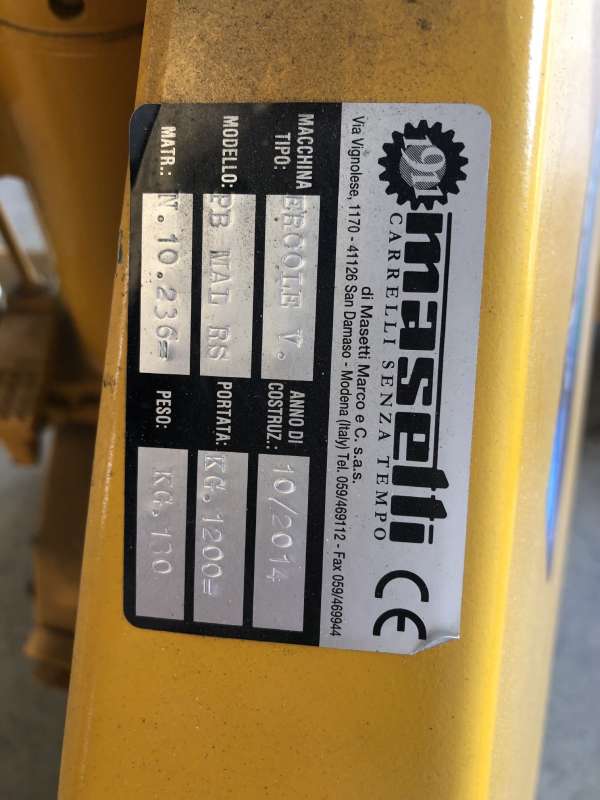 1911
masetti
CARRELLI SENZA TEMPO
CE
di Masetti Marco e C. s.a.s.
Via Vignolese, 1170 - 41126 San Damaso - Modena (Italy) Tel. 059/469112 - Fax 059/469944
MACCHINA TIPO: ERCOLE V.
ANNO DI COSTRUZ.: 10/2014
MODELLO: PB MAL RS
PORTATA: KG.1200=
MATR.: N.10.236=
PESO: KG.130